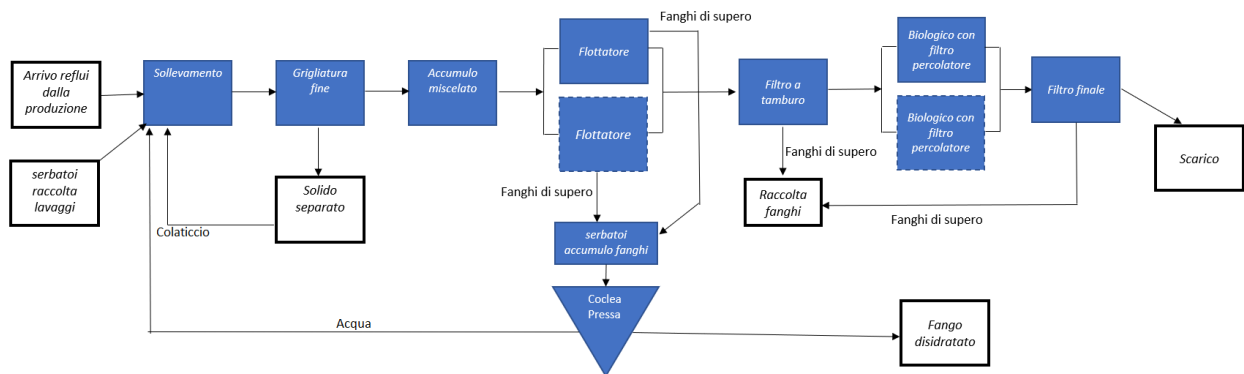 Fanghi di supero
Arrivo reflui
dalla
produzione
Sollevamento
Grigliatura
fine
Accumulo
miscelato
Flottatore
Flottatore
Filtro a
tamburo
Biologico con
filtro
percolatore
Biologico con
filtro
percolatore
Filtro finale
Scarico
serbatoi
raccolta
lavaggi
Solido
separato
Colaticcio
Fanghi di supero
Fanghi di supero
Raccolta
fanghi
Fanghi di supero
serbatoi
accumulo fanghi
Coclea
Pressa
Acqua
Fango
disidratato